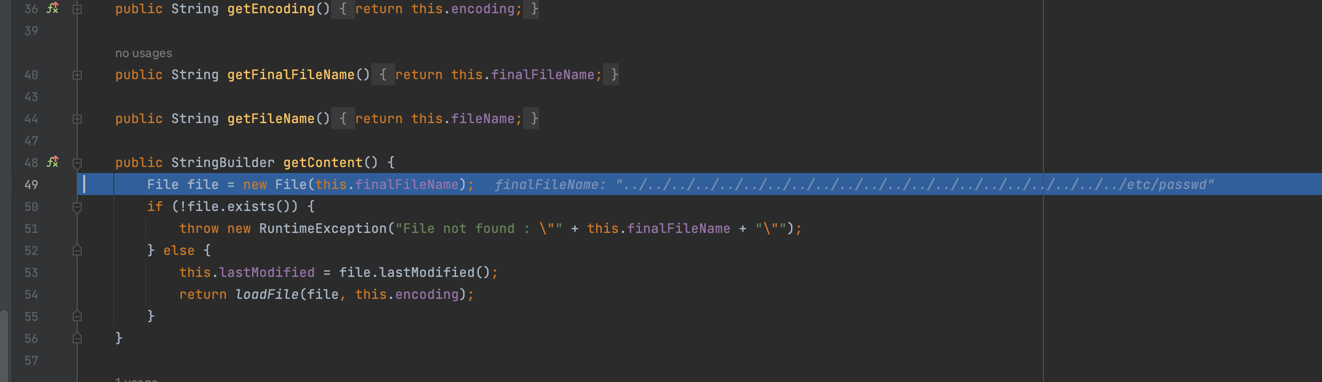 36 public String getEncoding() { return this.encoding; }
39
no usages
40 public String getFinalFileName() { return this.finalFileName; }
43
44 public String getFileName() { return this.fileName; }
47
48 public StringBuilder getContent() {
49 File file = new File(this.finalFileName); finalFileName: "../../../../../../../../../../../../../../../../../../../../../etc/passwd"
50 if (!file.exists()) {
51 throw new RuntimeException("File not found : \"" + this.finalFileName + "\"");
52 } else {
53 this.lastModified = file.lastModified();
54 return loadFile(file, this.encoding);
55 }
56 }
57
1 usage